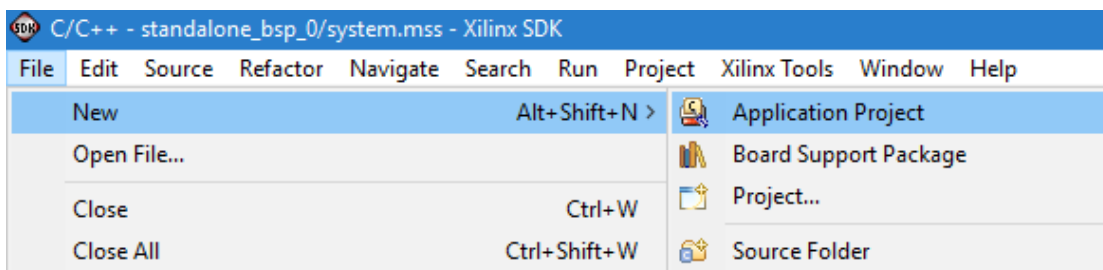 SDK C/C++ - standalone_bsp_0/system.mss - Xilinx SDK
File Edit Source Refactor Navigate Search Run Project Xilinx Tools Window Help
New Alt+Shift+N > Application Project
Open File... Board Support Package
Project...
Close Ctrl+W
Close All Ctrl+Shift+W Source Folder